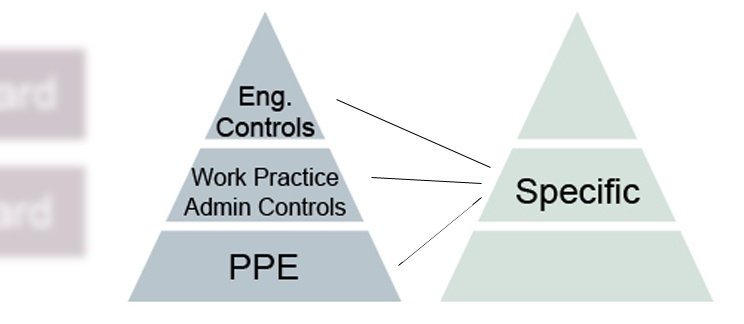 Eng.
Controls
Work Practice
Admin Controls
PPE
Specific